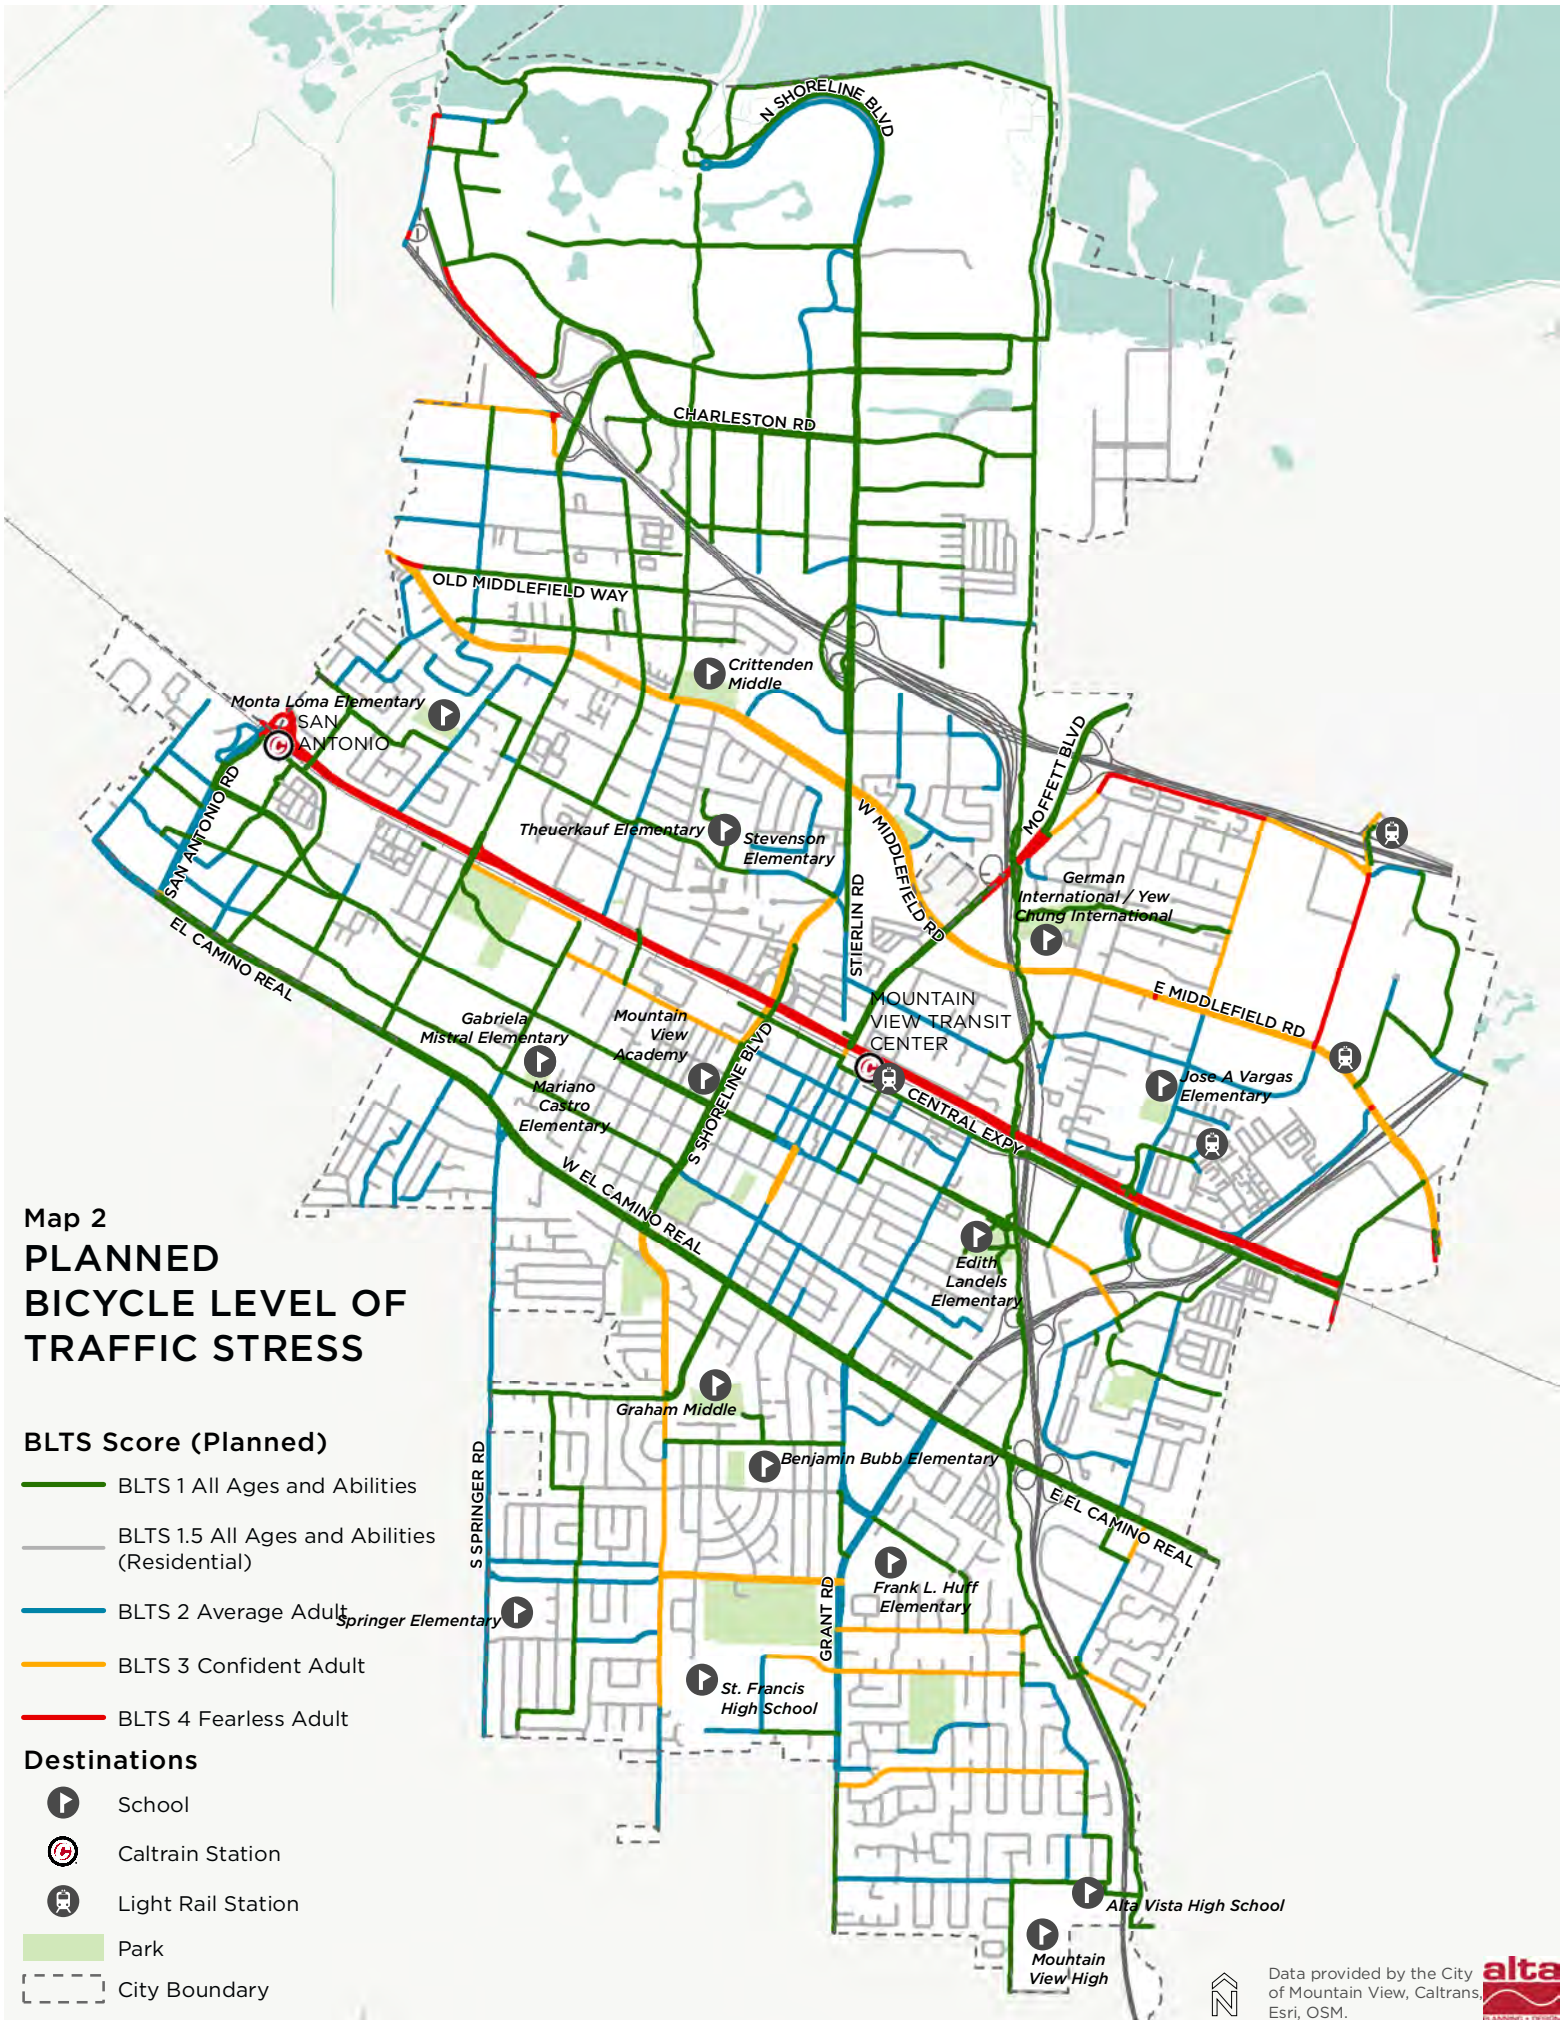 N SHORELINE BLVD
CHARLESTON RD
OLD MIDDLEFIELD WAY
Crittenden
Middle
Monta Loma Elementary
SAN
ANTONIO
SAN ANTONIO RD
MOFFETT BLVD
Theuerkauf Elementary
Stevenson
Elementary
W MIDDLEFIELD RD
STIERLIN RD
German
International / Yew
Chung International
EL CAMINO REAL
E MIDDLEFIELD RD
MOUNTAIN
VIEW TRANSIT
CENTER
Gabriela
Mistral Elementary
Mountain
View
Academy
Mariano
Castro
Elementary
S SHORELINE BLVD
CENTRAL EXPY
Jose A Vargas
Elementary
W EL CAMINO REAL
Edith
Landels
Elementary
Graham Middle
Benjamin Bubb Elementary
S SPRINGER RD
E EL CAMINO REAL
Frank L. Huff
Elementary
GRANT RD
Springer Elementary
St. Francis
High School
Alta Vista High School
Mountain
View High
Map 2
PLANNED
BICYCLE LEVEL OF
TRAFFIC STRESS
BLTS Score (Planned)
BLTS 1 All Ages and Abilities
BLTS 1.5 All Ages and Abilities
(Residential)
BLTS 2 Average Adult
BLTS 3 Confident Adult
BLTS 4 Fearless Adult
Destinations
School
Caltrain Station
Light Rail Station
Park
City Boundary
N
Data provided by the City
of Mountain View, Caltrans,
Esri, OSM.
alta
PLANNING + DESIGN